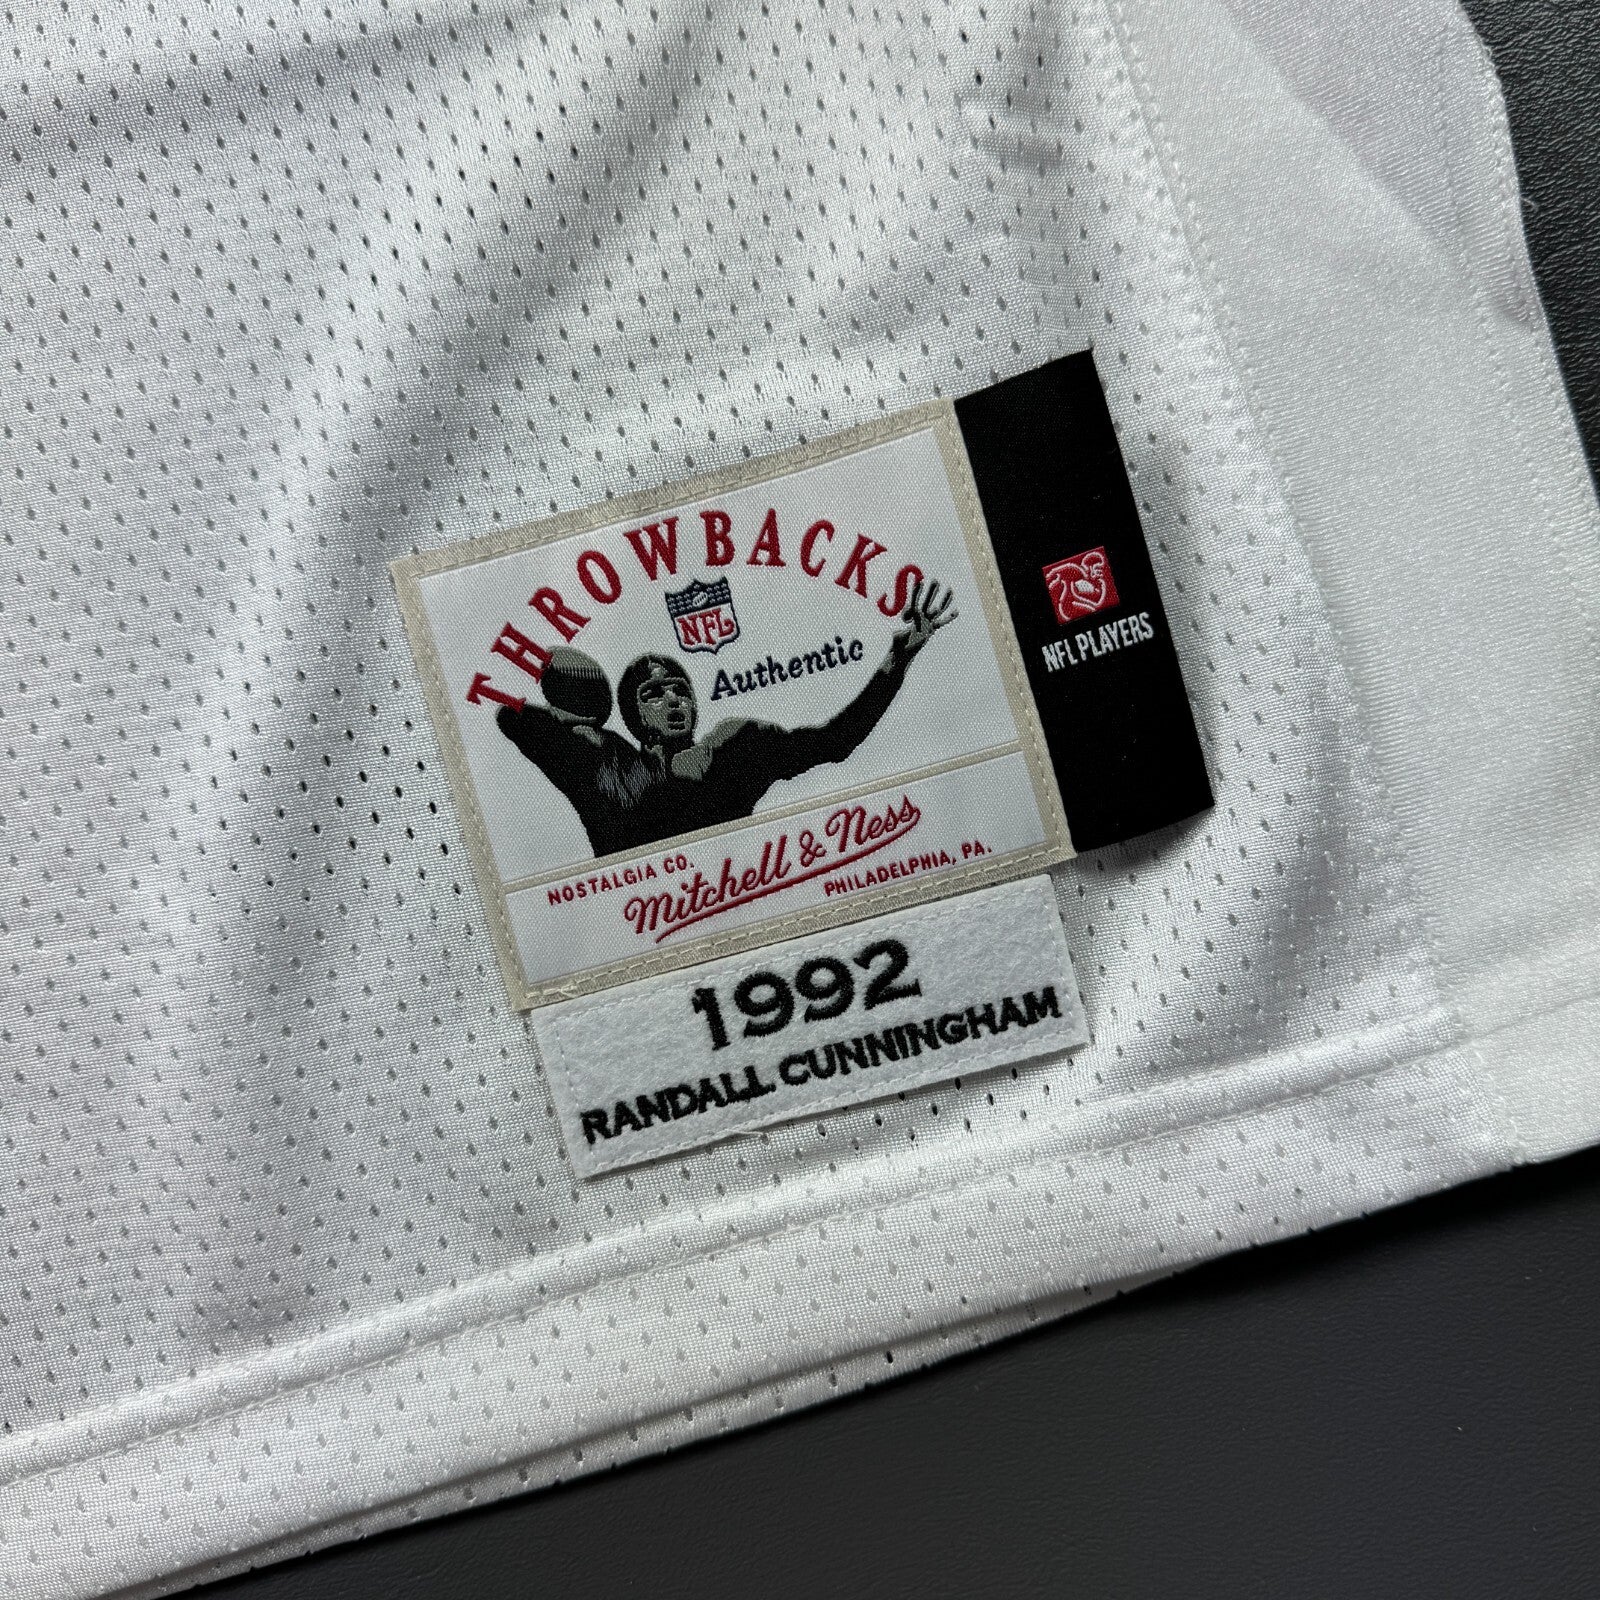 THROWBACKS
NFL
Authentic
NFL PLAYERS
NOSTALGIA CO.
Mitchell & Ness
PHILADELPHIA, PA.
1992
RANDALL CUNNINGHAM